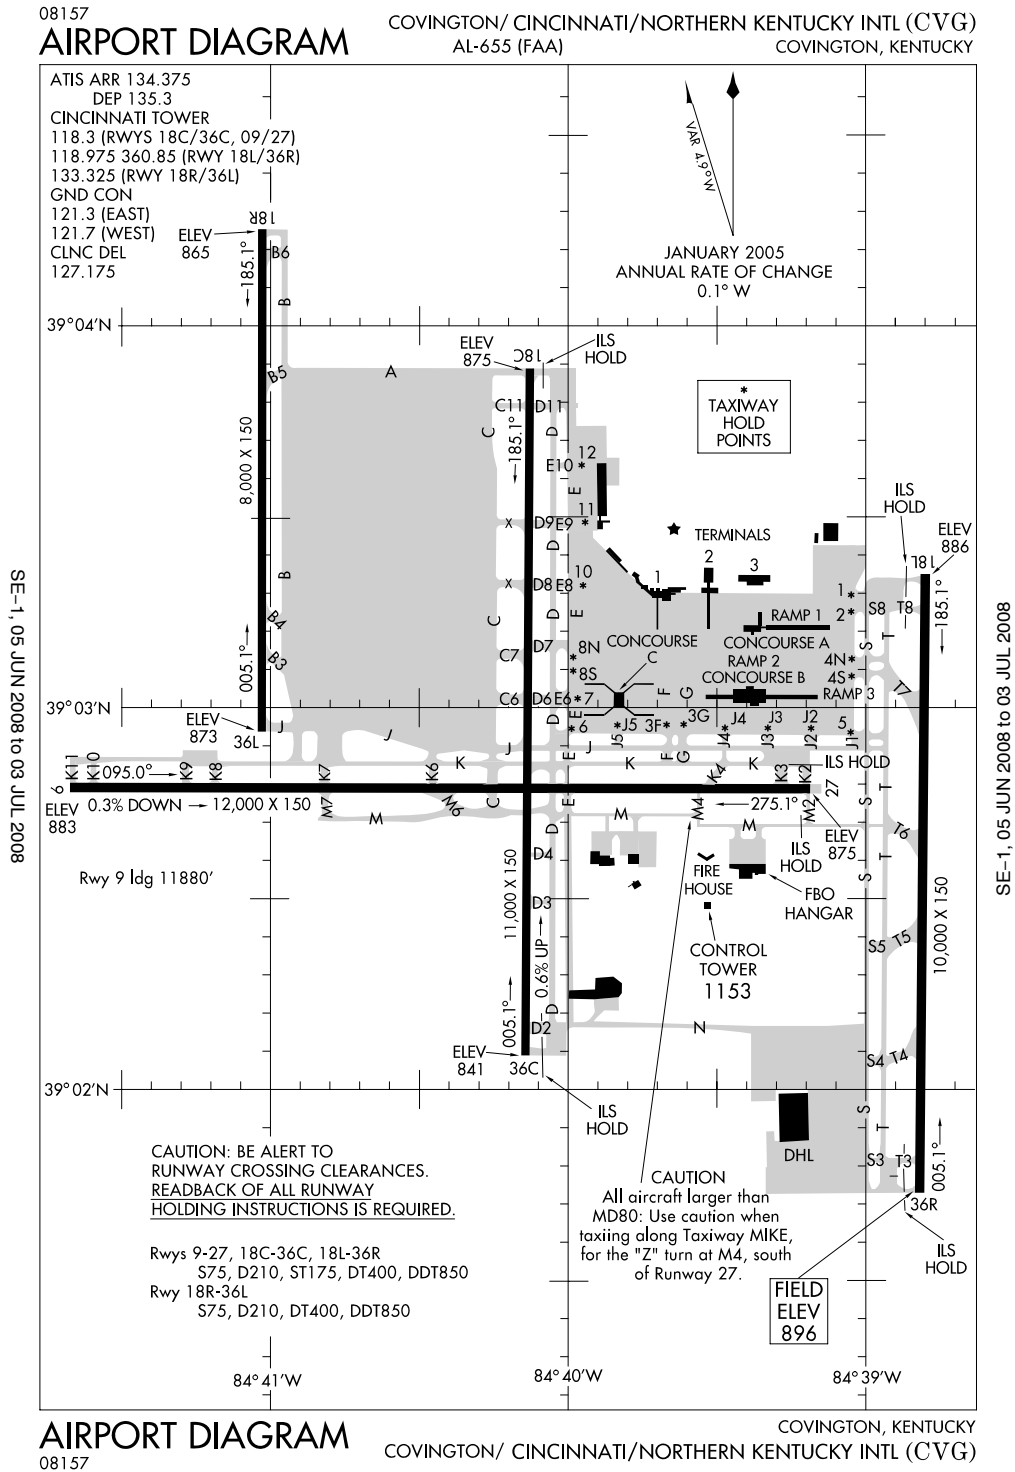 08157
AIRPORT DIAGRAM
COVINGTON/ CINCINNATI/NORTHERN KENTUCKY INTL (CVG)
AL-655 (FAA)
COVINGTON, KENTUCKY
ATIS ARR 134.375
DEP 135.3
CINCINNATI TOWER
118.3 (RWYS 18C/36C, 09/27)
118.975 360.85 (RWY 18L/36R)
133.325 (RWY 18R/36L)
GND CON
121.3 (EAST)
121.7 (WEST)
CLNC DEL
127.175
VAR 4.9° W
JANUARY 2005
ANNUAL RATE OF CHANGE
0.1° W
18R
ELEV
865
185.1°
B6
B
39°04'N
B5
A
8,000 X 150
B
B4
B3
005.1°
ELEV
873
36L
ELEV
875
18C
ILS
HOLD
C11
D11
C
185.1°
D
E10
12
*
TAXIWAY
HOLD
POINTS
E
11
X
D9
E9
D
TERMINALS
2
3
10
X
D8
E8
1
E
D
C
D7
8N
C7
8S
CONCOURSE
C
RAMP 1
CONCOURSE A
RAMP 2
CONCOURSE B
RAMP 3
ILS
HOLD
ELEV
886
18L
185.1°
1
2
S8
T8
T
S
4N
4S
T7
39°03'N
C6
D6
E6
7
F
G
D
E
6
J5
3F
3G
J4
J3
J2
5
J
J
J
J
J5
J4
J3
J2
J1
E
F
G
K11
K10
095.0°
K9
K8
K7
K6
K
K
K4
K
K3
K2
ILS HOLD
9
27
ELEV
883
0.3% DOWN
12,000 X 150
M7
M
M6
C
E
M
M4
275.1°
M
M2
S
D
T6
ELEV
875
ILS
HOLD
T
S
Rwy 9 ldg 11880'
11,000 X 150
D4
D3
FIRE
HOUSE
FBO
HANGAR
10,000 X 150
CONTROL
TOWER
1153
S5
T5
0.6% UP
005.1°
D
D2
N
ELEV
841
36C
S4
T4
39°02'N
ILS
HOLD
S
T
DHL
S3
T3
005.1°
36R
ILS
HOLD
CAUTION: BE ALERT TO
RUNWAY CROSSING CLEARANCES.
READBACK OF ALL RUNWAY
HOLDING INSTRUCTIONS IS REQUIRED.
CAUTION
All aircraft larger than
MD80: Use caution when
taxiing along Taxiway MIKE,
for the "Z" turn at M4, south
of Runway 27.
Rwys 9-27, 18C-36C, 18L-36R
S75, D210, ST175, DT400, DDT850
Rwy 18R-36L
S75, D210, DT400, DDT850
FIELD
ELEV
896
84°41'W
84°40'W
84°39'W
SE-1, 05 JUN 2008 to 03 JUL 2008
SE-1, 05 JUN 2008 to 03 JUL 2008
AIRPORT DIAGRAM
08157
COVINGTON, KENTUCKY
COVINGTON/ CINCINNATI/NORTHERN KENTUCKY INTL (CVG)